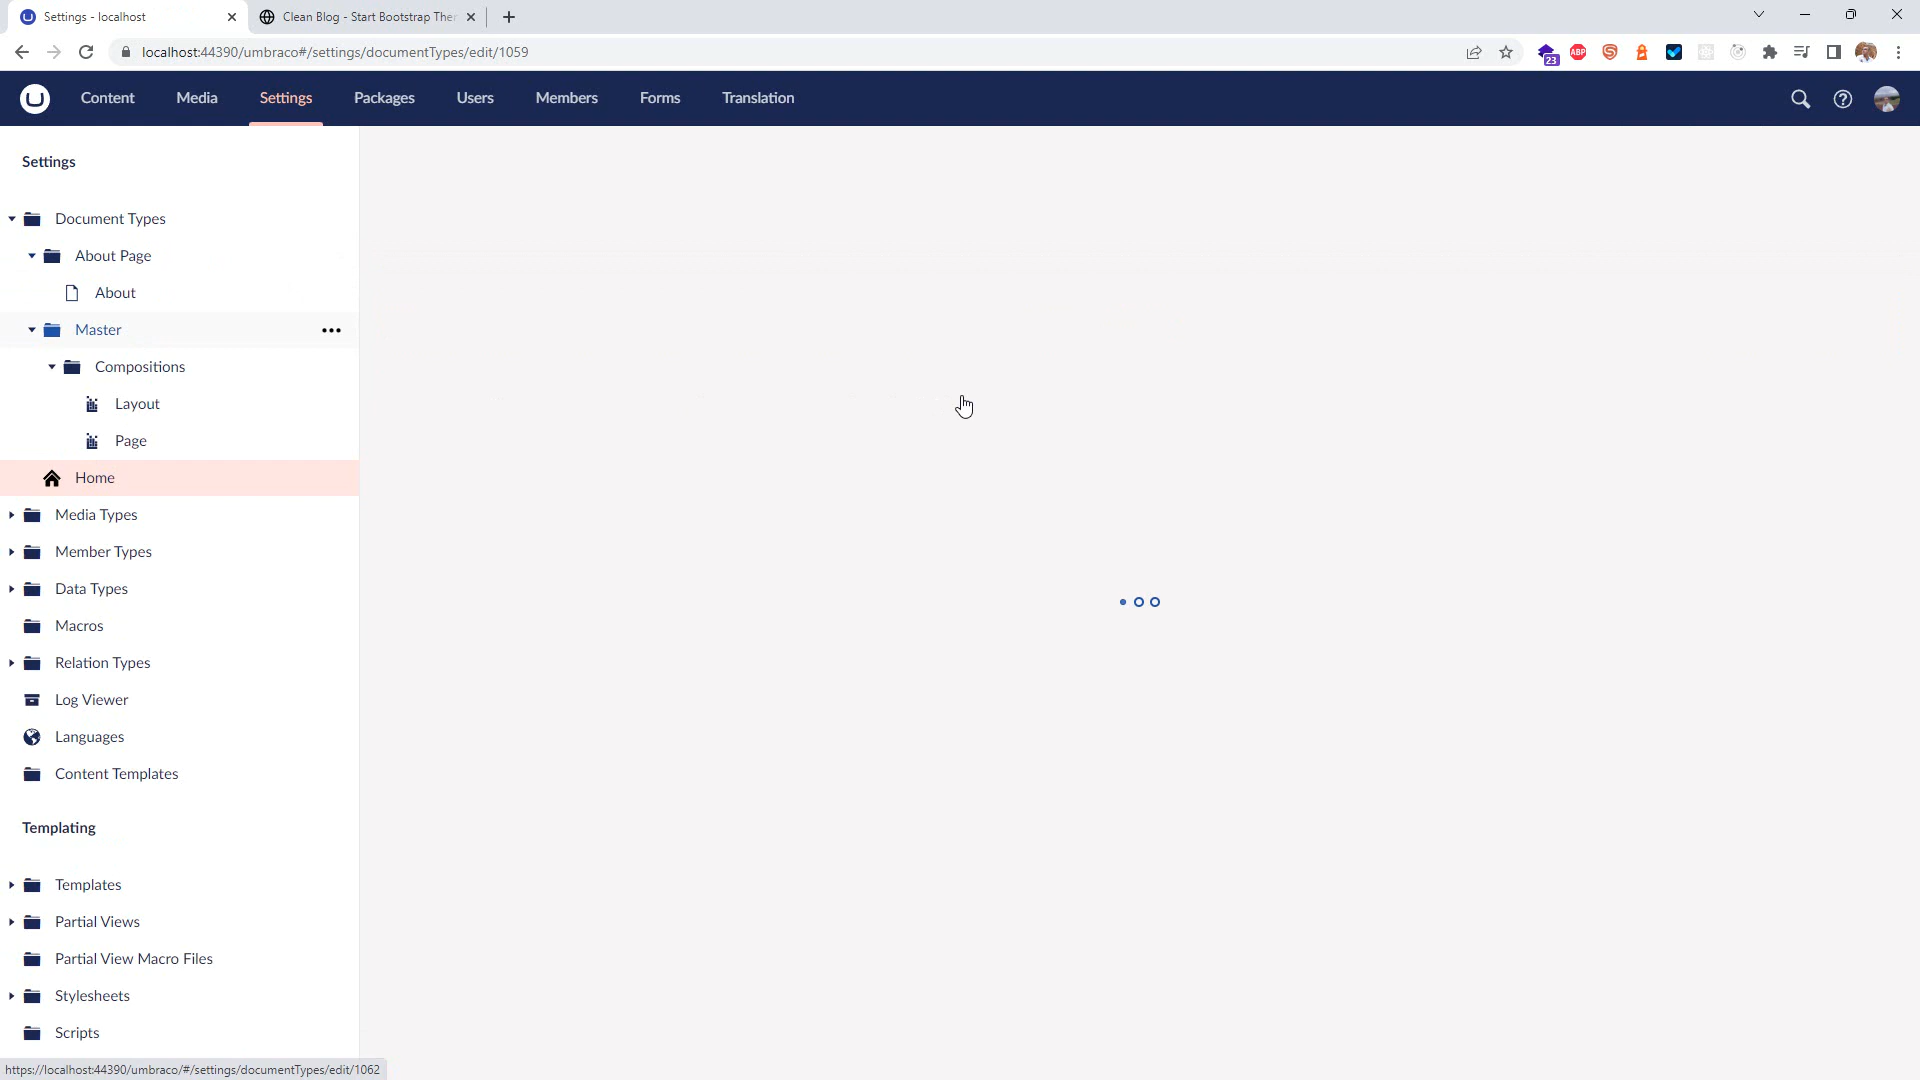 Settings - localhost
Clean Blog - Start Bootstrap Ther
localhost:44390/umbraco#/settings/documentTypes/edit/1059
23
ABP
Content
Media
Settings
Packages
Users
Members
Forms
Translation
Settings
Document Types
About Page
About
Master
Compositions
Layout
Page
Home
Media Types
Member Types
Data Types
Macros
Relation Types
Log Viewer
Languages
Content Templates
Templating
Templates
Partial Views
Partial View Macro Files
Stylesheets
Scripts
https://localhost:44390/umbraco/#/settings/documentTypes/edit/1062